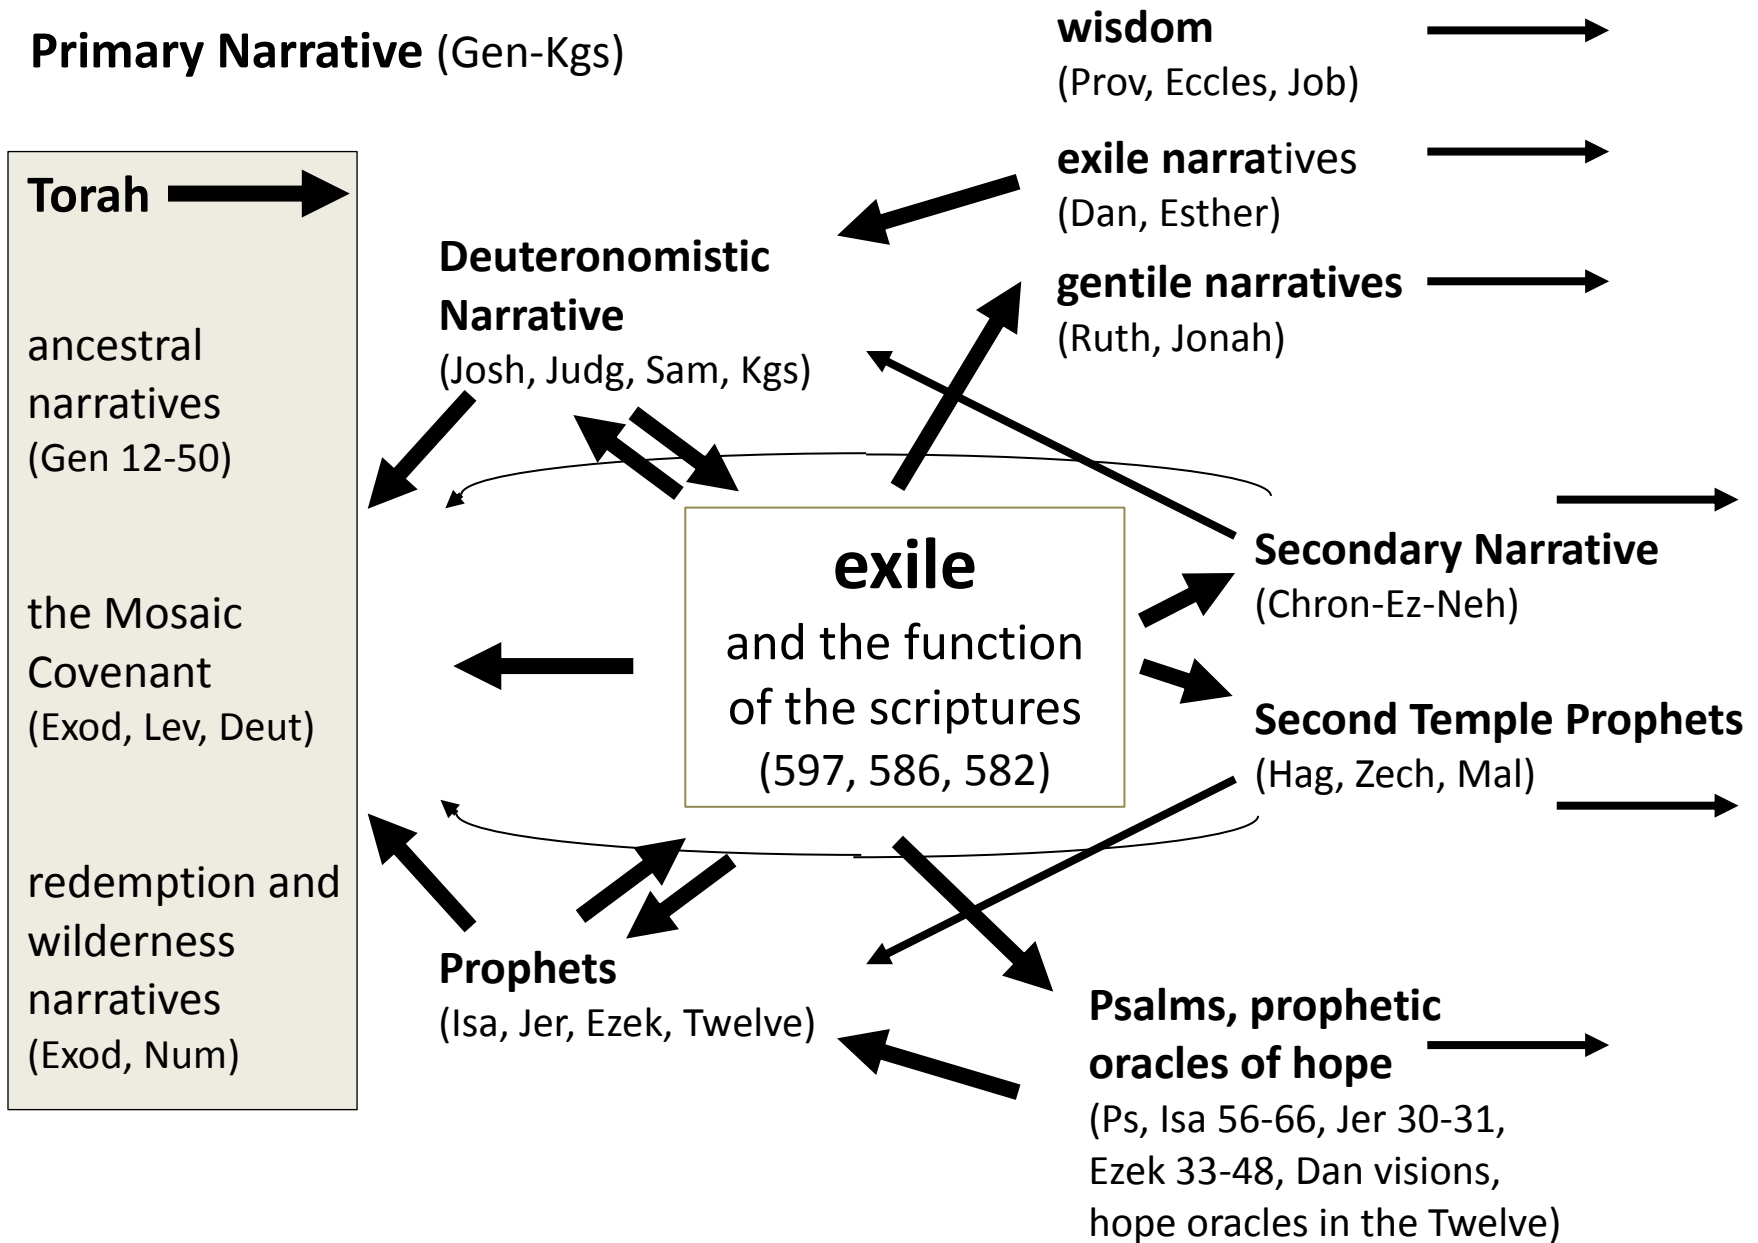 Primary Narrative (Gen-Kgs)
Torah
ancestral
narratives
(Gen 12-50)
the Mosaic
Covenant
(Exod, Lev, Deut)
redemption and
wilderness
narratives
(Exod, Num)
Deuteronomistic
Narrative
(Josh, Judg, Sam, Kgs)
exile
and the function
of the scriptures
(597, 586, 582)
Prophets
(Isa, Jer, Ezek, Twelve)
wisdom
(Prov, Eccles, Job)
exile narratives
(Dan, Esther)
gentile narratives
(Ruth, Jonah)
Secondary Narrative
(Chron-Ez-Neh)
Second Temple Prophets
(Hag, Zech, Mal)
Psalms, prophetic
oracles of hope
(Ps, Isa 56-66, Jer 30-31,
Ezek 33-48, Dan visions,
hope oracles in the Twelve)